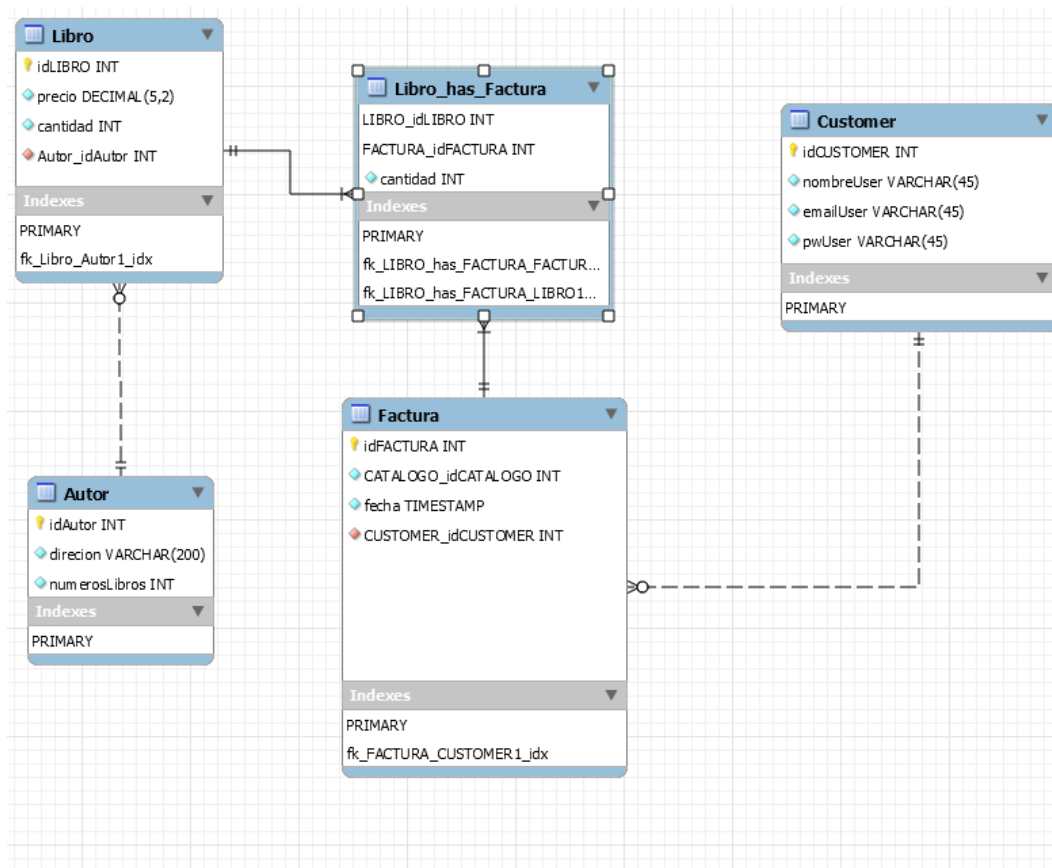 Libro
idLIBRO INT
precio DECIMAL(5,2)
cantidad INT
Autor_idAutor INT
Indexes
PRIMARY
fk_Libro_Autor1_idx
Libro_has_Factura
LIBRO_idLIBRO INT
FACTURA_idFACTURA INT
cantidad INT
Indexes
PRIMARY
fk_LIBRO_has_FACTURA_FACTUR...
fk_LIBRO_has_FACTURA_LIBRO1...
Customer
idCUSTOMER INT
nombreUser VARCHAR(45)
emailUser VARCHAR(45)
pwUser VARCHAR(45)
Indexes
PRIMARY
Autor
idAutor INT
direcion VARCHAR(200)
numerosLibros INT
Indexes
PRIMARY
Factura
idFACTURA INT
CATALOGO_idCATALOGO INT
fecha TIMESTAMP
CUSTOMER_idCUSTOMER INT
Indexes
PRIMARY
fk_FACTURA_CUSTOMER1_idx